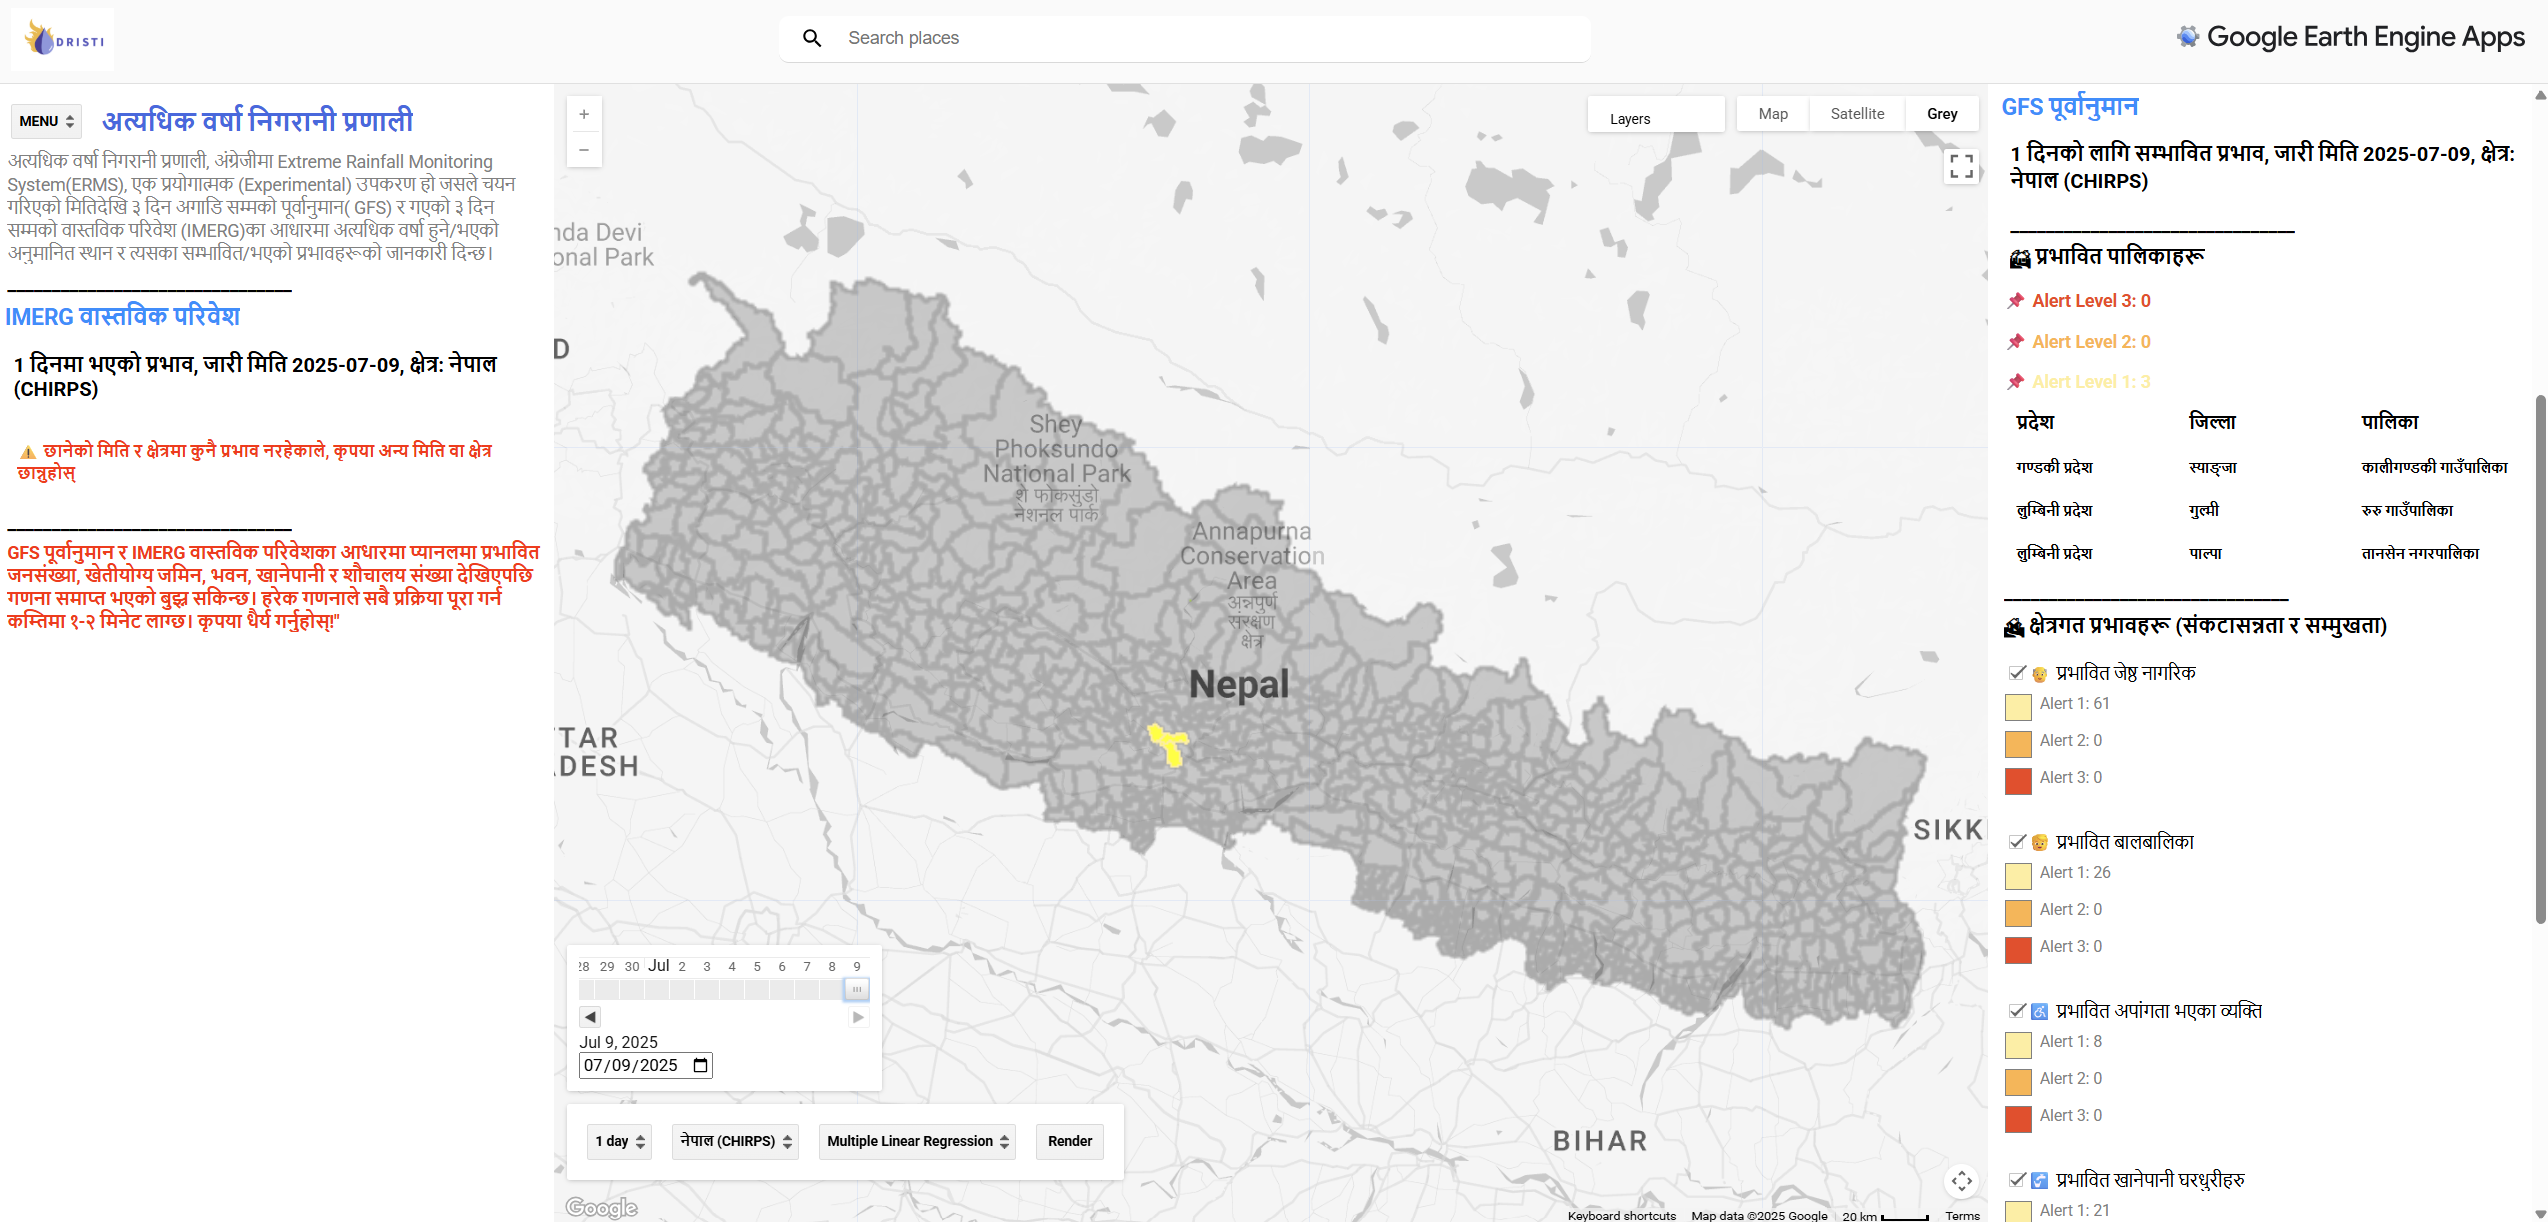 DRISTI
Search places
Google Earth Engine Apps
MENU
अत्यधिक वर्षा निगरानी प्रणाली
अत्यधिक वर्षा निगरानी प्रणाली, अंग्रेजीमा Extreme Rainfall Monitoring
System(ERMS), एक प्रयोगात्मक (Experimental) उपकरण हो जसले चयन
गरिएको मितिदेखि ३ दिन अगाडि सम्मको पूर्वानुमान( GFS) र गएको ३ दिन
सम्मको वास्तविक परिवेश (IMERG)का आधारमा अत्यधिक वर्षा हुने/भएको
अनुमानित स्थान र त्यसका सम्भावित/भएको प्रभावहरूको जानकारी दिन्छ।
IMERG वास्तविक परिवेश
1 दिनमा भएको प्रभाव, जारी मिति 2025-07-09, क्षेत्र: नेपाल
(CHIRPS)
छानेको मिति र क्षेत्रमा कुनै प्रभाव नरहेकाले, कृपया अन्य मिति वा क्षेत्र
छान्नुहोस्
GFS पूर्वानुमान र IMERG वास्तविक परिवेशका आधारमा प्यानलमा प्रभावित
जनसंख्या, खेतीयोग्य जमिन, भवन, खानेपानी र शौचालय संख्या देखिएपछि
गणना समाप्त भएको बुझ्न सकिन्छ। हरेक गणनाले सबै प्रक्रिया पूरा गर्न
कम्तिमा १-२ मिनेट लाग्छ। कृपया धैर्य गर्नुहोस्!"
+
−
Layers
Map
Satellite
Grey
nda Devi
onal Park
D
Shey
Phoksundo
National Park
शे फोकसुंडो
नेशनल पार्क
Annapurna
Conservation
Area
अन्नपुर्ण
संरक्षण
क्षेत्र
Nepal
TAR
ADESH
SIKK
BIHAR
28 29 30 Jul 2 3 4 5 6 7 8 9
Jul 9, 2025
07/09/2025
1 day
नेपाल (CHIRPS)
Multiple Linear Regression
Render
Google
Keyboard shortcuts
Map data ©2025 Google
20 km
Terms
GFS पूर्वानुमान
1 दिनको लागि सम्भावित प्रभाव, जारी मिति 2025-07-09, क्षेत्र:
नेपाल (CHIRPS)
प्रभावित पालिकाहरू
Alert Level 3: 0
Alert Level 2: 0
Alert Level 1: 3
प्रदेश जिल्ला पालिका
गण्डकी प्रदेश स्याङ्जा कालीगण्डकी गाउँपालिका
लुम्बिनी प्रदेश गुल्मी रुरु गाउँपालिका
लुम्बिनी प्रदेश पाल्पा तानसेन नगरपालिका
क्षेत्रगत प्रभावहरू (संकटासन्नता र सम्मुखता)
प्रभावित जेष्ठ नागरिक
Alert 1: 61
Alert 2: 0
Alert 3: 0
प्रभावित बालबालिका
Alert 1: 26
Alert 2: 0
Alert 3: 0
प्रभावित अपांगता भएका व्यक्ति
Alert 1: 8
Alert 2: 0
Alert 3: 0
प्रभावित खानेपानी घरधुरीहरु
Alert 1: 21